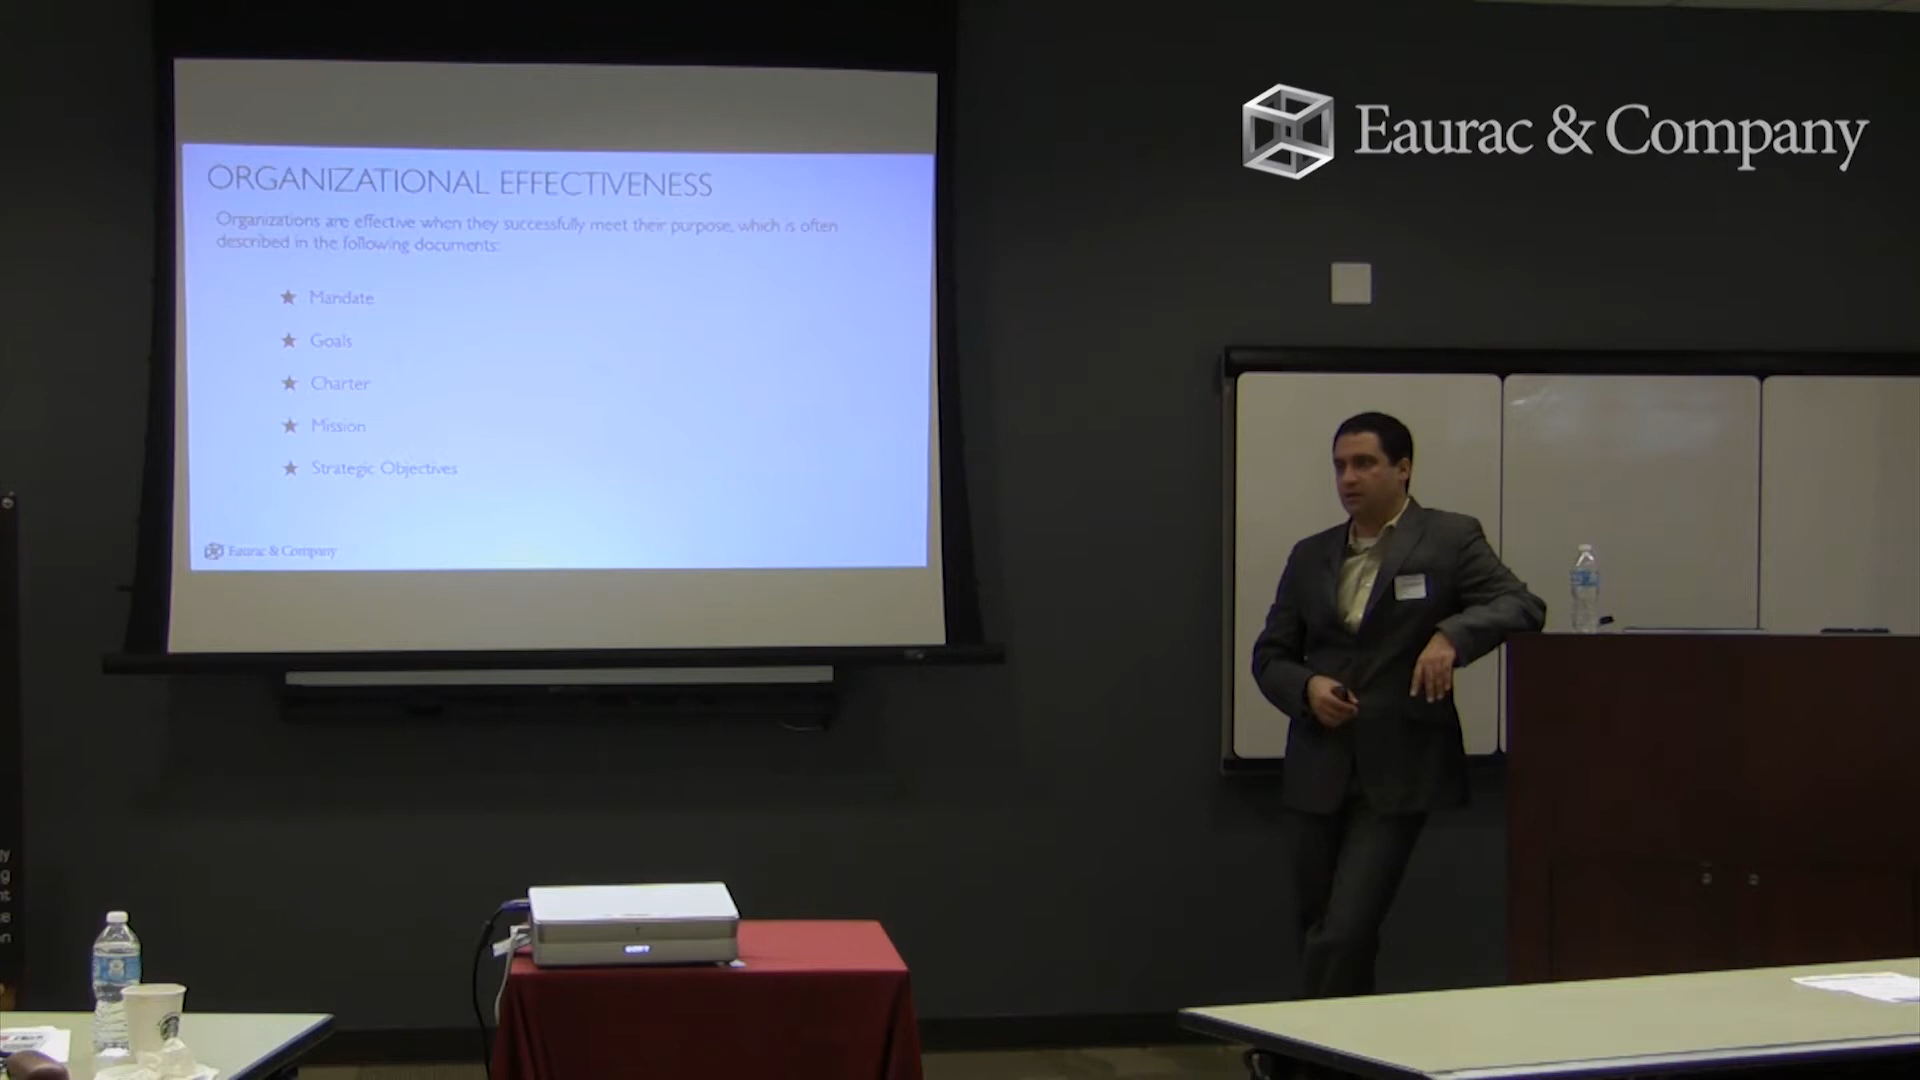 Eaurac & Company
ORGANIZATIONAL EFFECTIVENESS
Organizations are effective when they successfully meet their purpose, which is often
described in the following documents:
★ Mandate
★ Goals
★ Charter
★ Mission
★ Strategic Objectives
Eaurac & Company
SONY